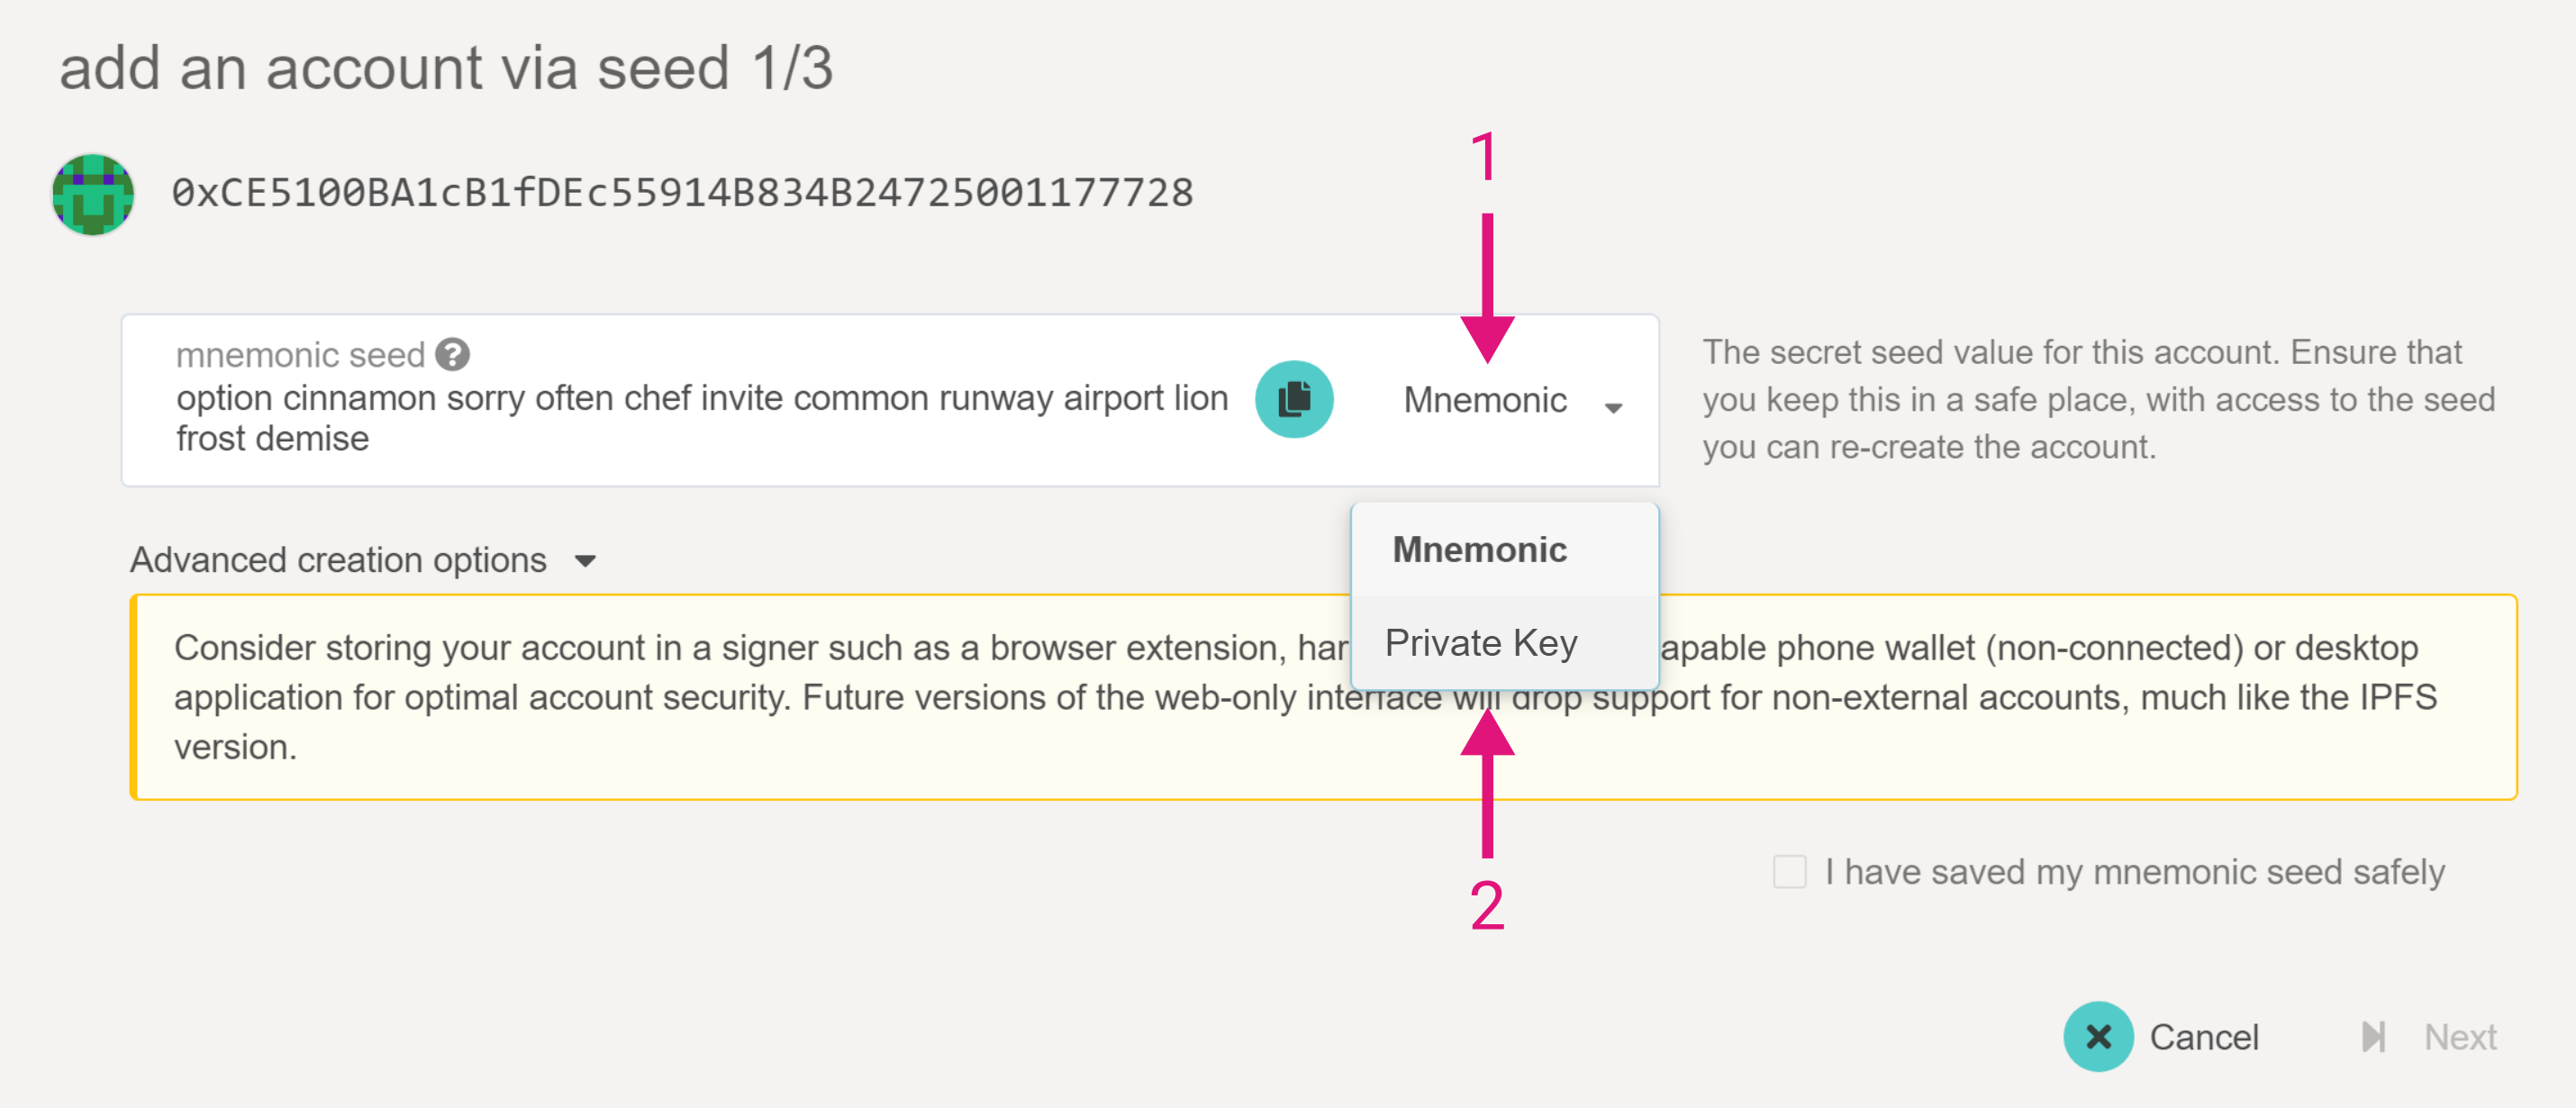 add an account via seed 1/3
1
0xCE5100BA1cB1fDEc55914B834B24725001177728
mnemonic seed ?
option cinnamon sorry often chef invite common runway airport lion
frost demise
Mnemonic
The secret seed value for this account. Ensure that
you keep this in a safe place, with access to the seed
you can re-create the account.
Mnemonic
Private Key
Advanced creation options
Consider storing your account in a signer such as a browser extension, apable phone wallet (non-connected) or desktop
application for optimal account security. Future versions of the web-only interface will drop support for non-external accounts, much like the IPFS
version.
2
I have saved my mnemonic seed safely
Cancel
Next